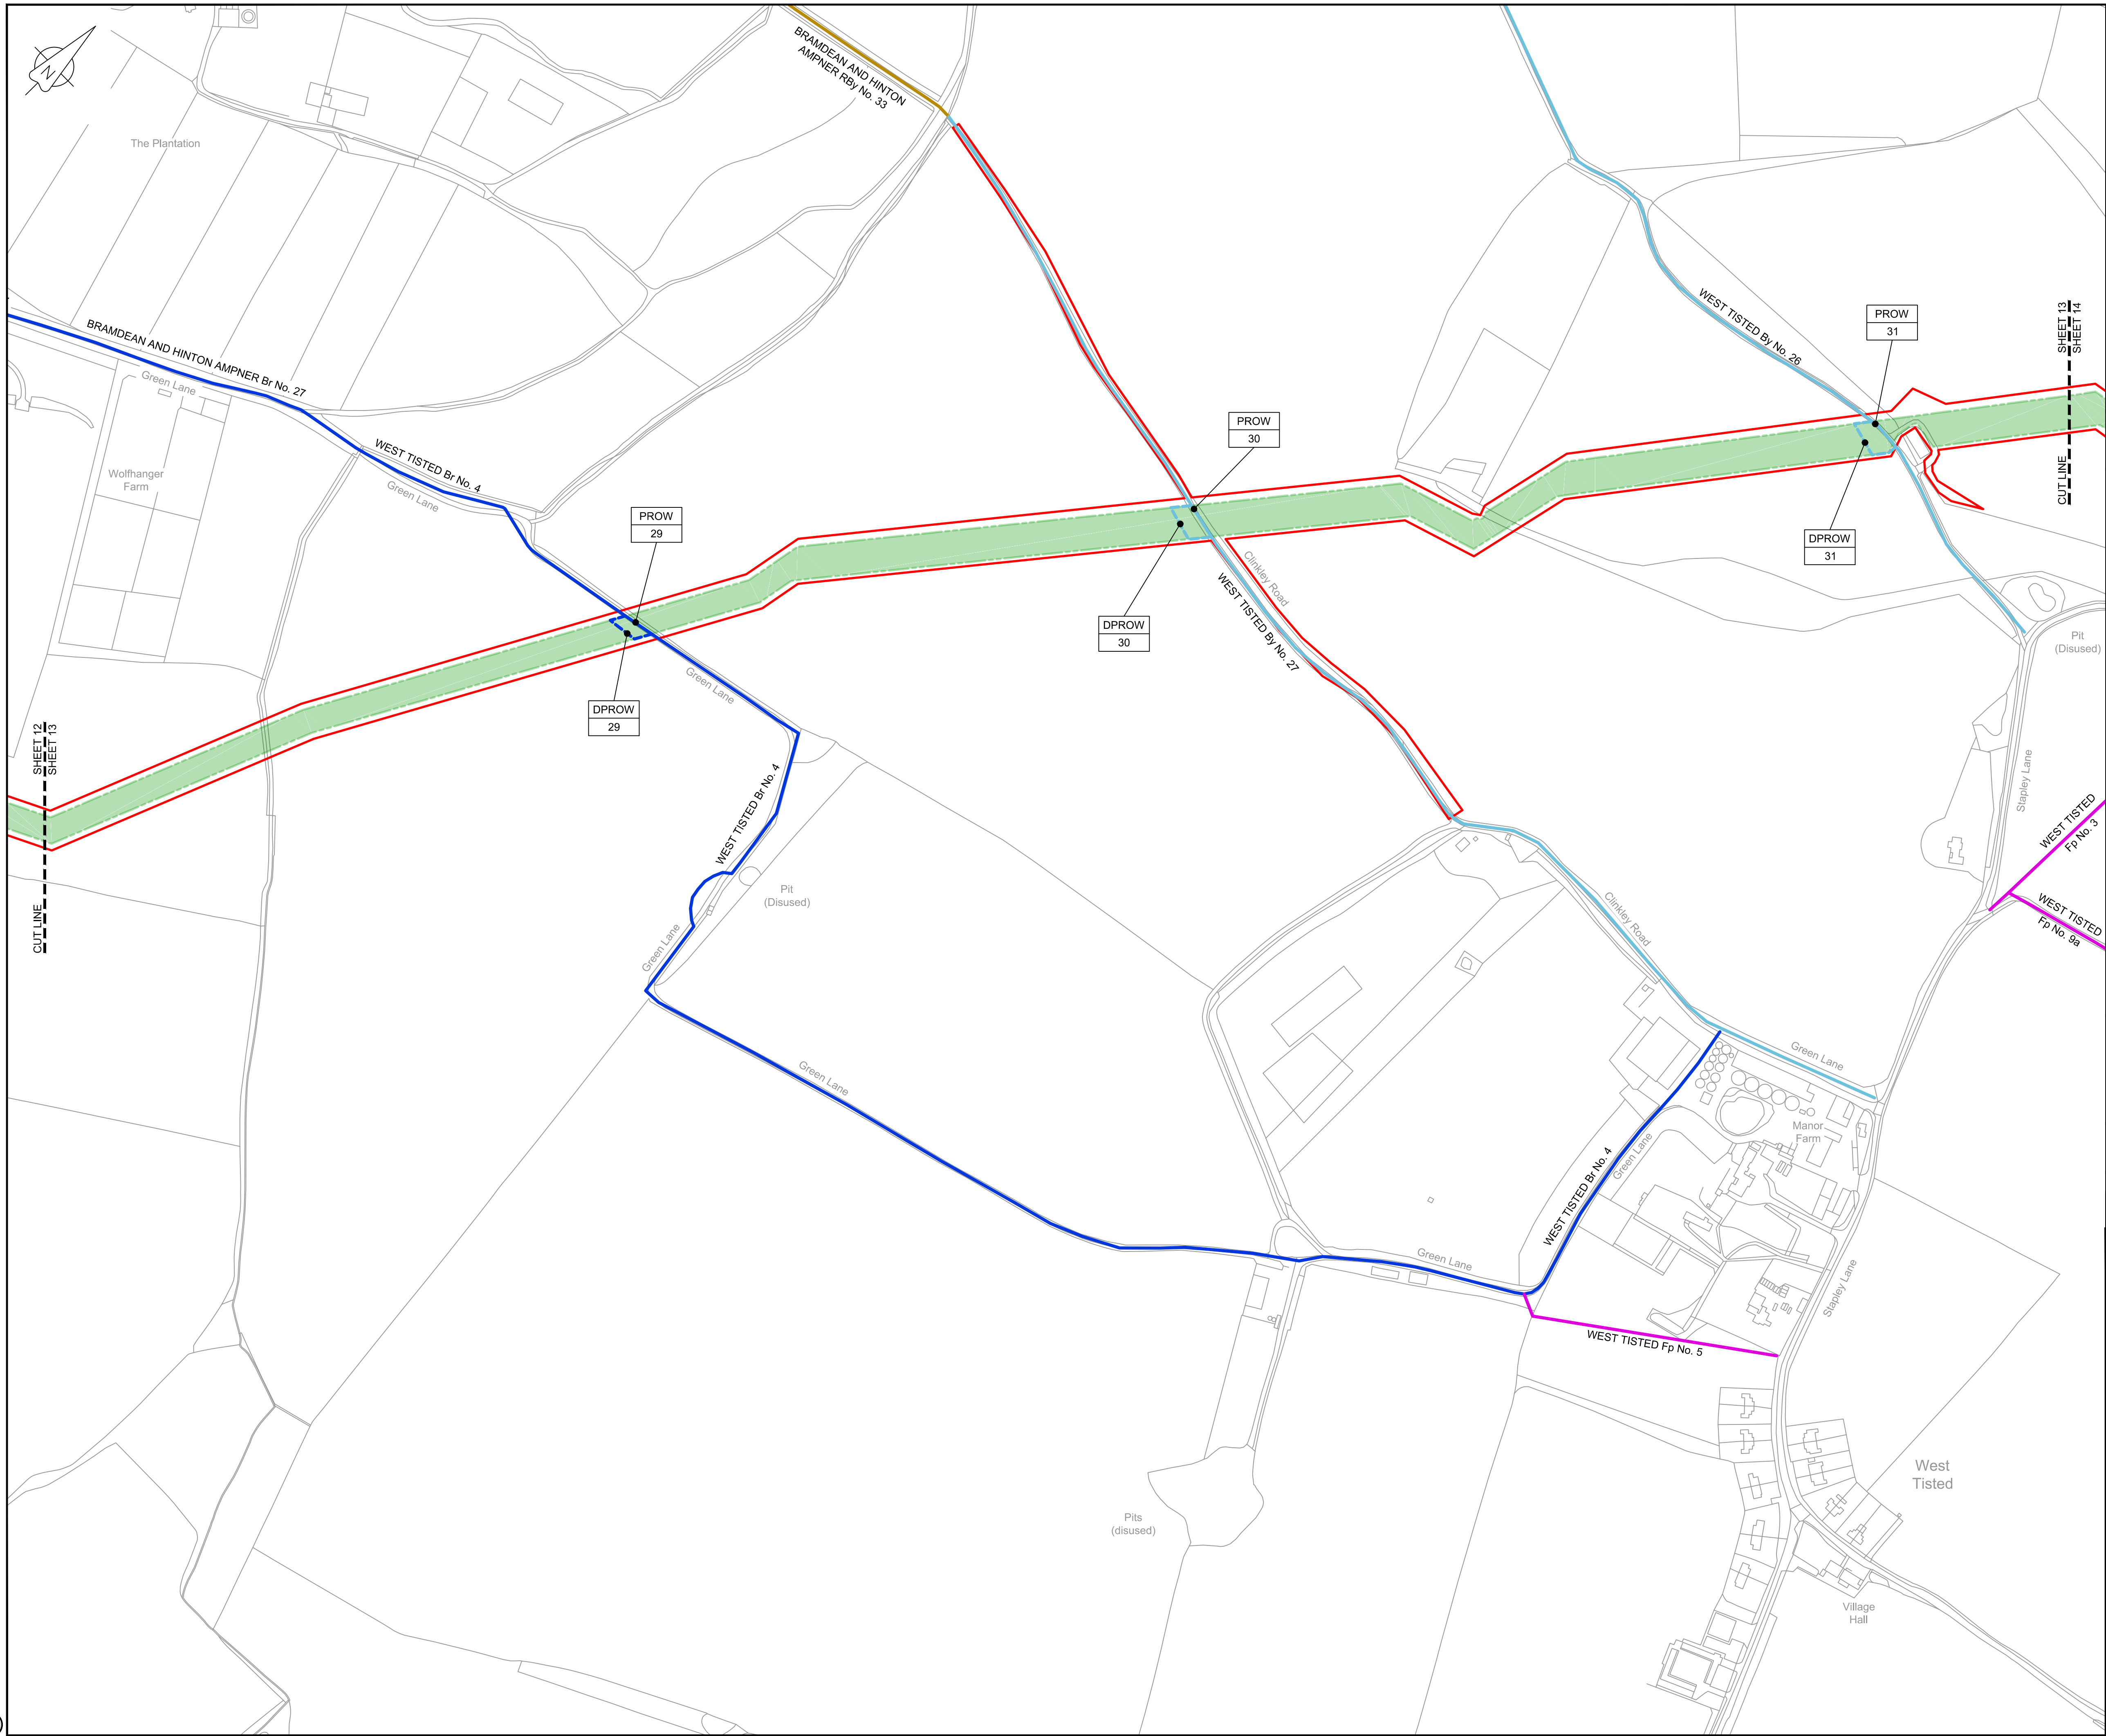 N
BRAMDEAN AND HINTON
AMPNER RBy No. 33
The Plantation
BRAMDEAN AND HINTON AMPNER Br No. 27
Green Lane
WEST TISTED By No. 26
PROW
31
SHEET 13
SHEET 14
CUT LINE
Wolfhanger
Farm
WEST TISTED Br No. 4
Green Lane
PROW
30
PROW
29
DPROW
31
Clinkley Road
WEST TISTED By No. 27
DPROW
30
Pit
(Disused)
Green Lane
DPROW
29
SHEET 12
SHEET 13
CUT LINE
WEST TISTED Br No. 4
Stapley Lane
WEST TISTED
Fp No. 3
Pit
(Disused)
Green Lane
Clinkley Road
WEST TISTED
Fp No. 9a
Green Lane
Green Lane
Manor
Farm
WEST TISTED Br No. 4
Green Lane
Green Lane
Stapley Lane
WEST TISTED Fp No. 5
West
Tisted
Pits
(disused)
Village
Hall